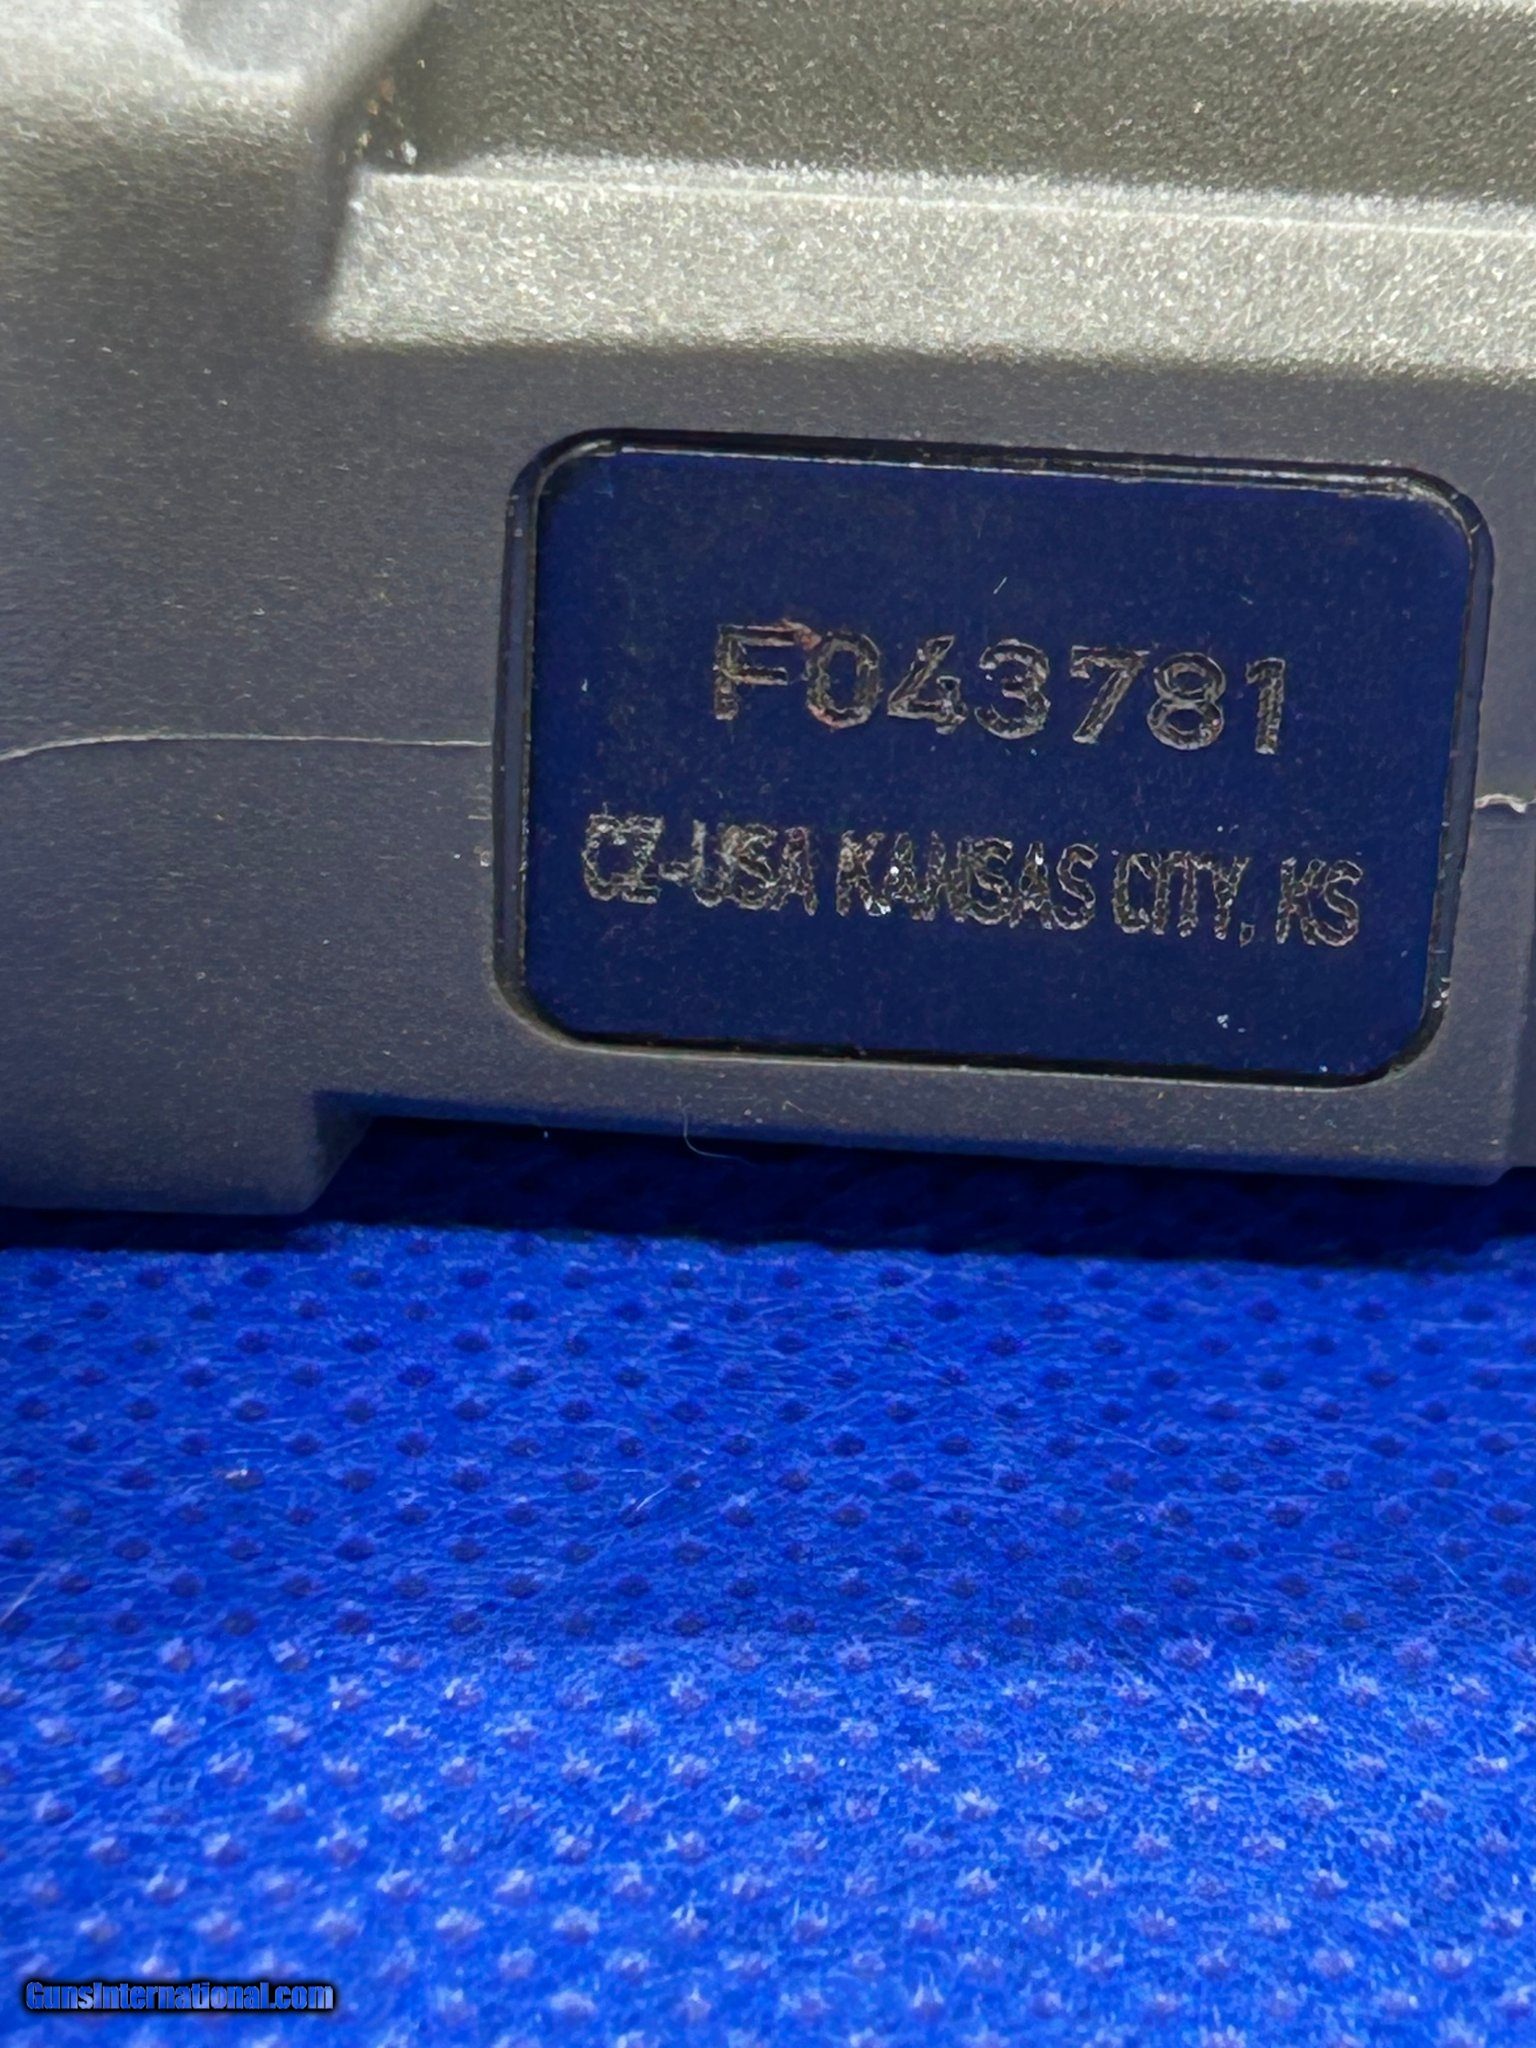 F043781
CZ-USA KANSAS CITY, KS
GunsInternational.com